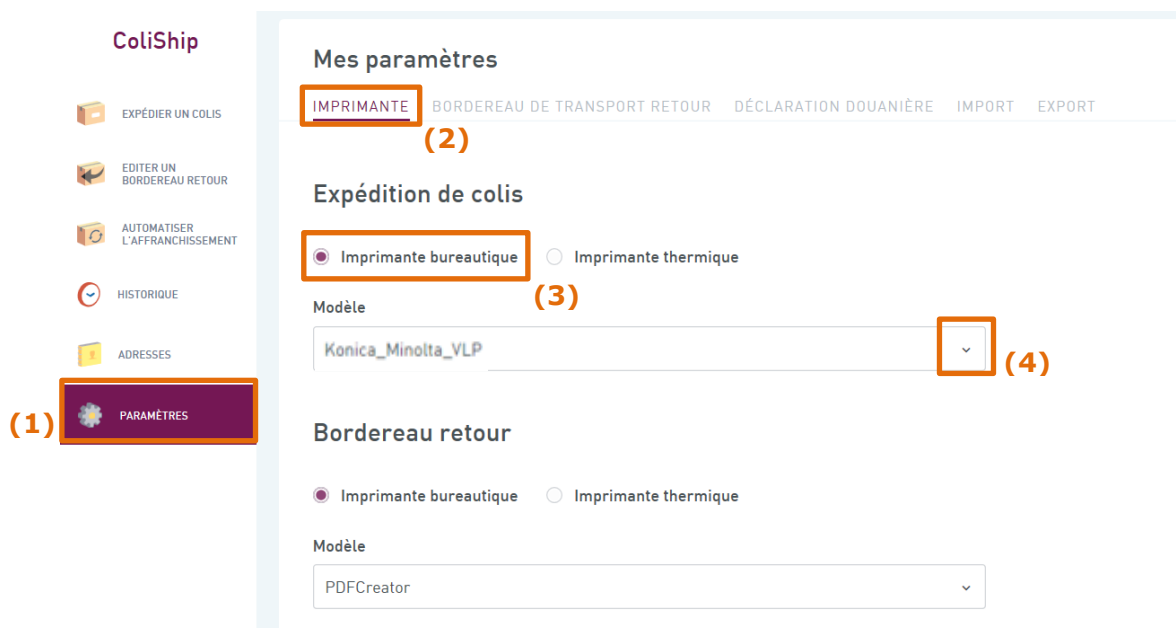 ColiShip
EXPÉDIER UN COLIS
EDITER UN
BORDEREAU RETOUR
AUTOMATISER
L'AFFRANCHISSEMENT
HISTORIQUE
ADRESSES
(1)
PARAMÈTRES
Mes paramètres
IMPRIMANTE BORDEREAU DE TRANSPORT RETOUR DÉCLARATION DOUANIÈRE IMPORT EXPORT
(2)
Expédition de colis
Imprimante bureautique Imprimante thermique
(3)
Modèle
Konica_Minolta_VLP
(4)
Bordereau retour
Imprimante bureautique Imprimante thermique
Modèle
PDFCreator